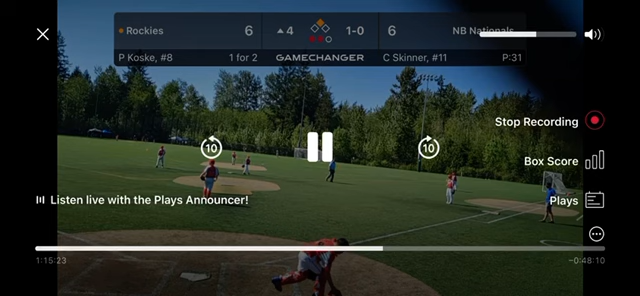 Rockies 6 ▲4 1-0 6 NB Nationals
P Koske, #8 1 for 2 GAMECHANGER C Skinner, #11 P:31
Stop Recording
10 10
Box Score
Listen live with the Plays Announcer!
Plays
1:15:23 -0:48:10